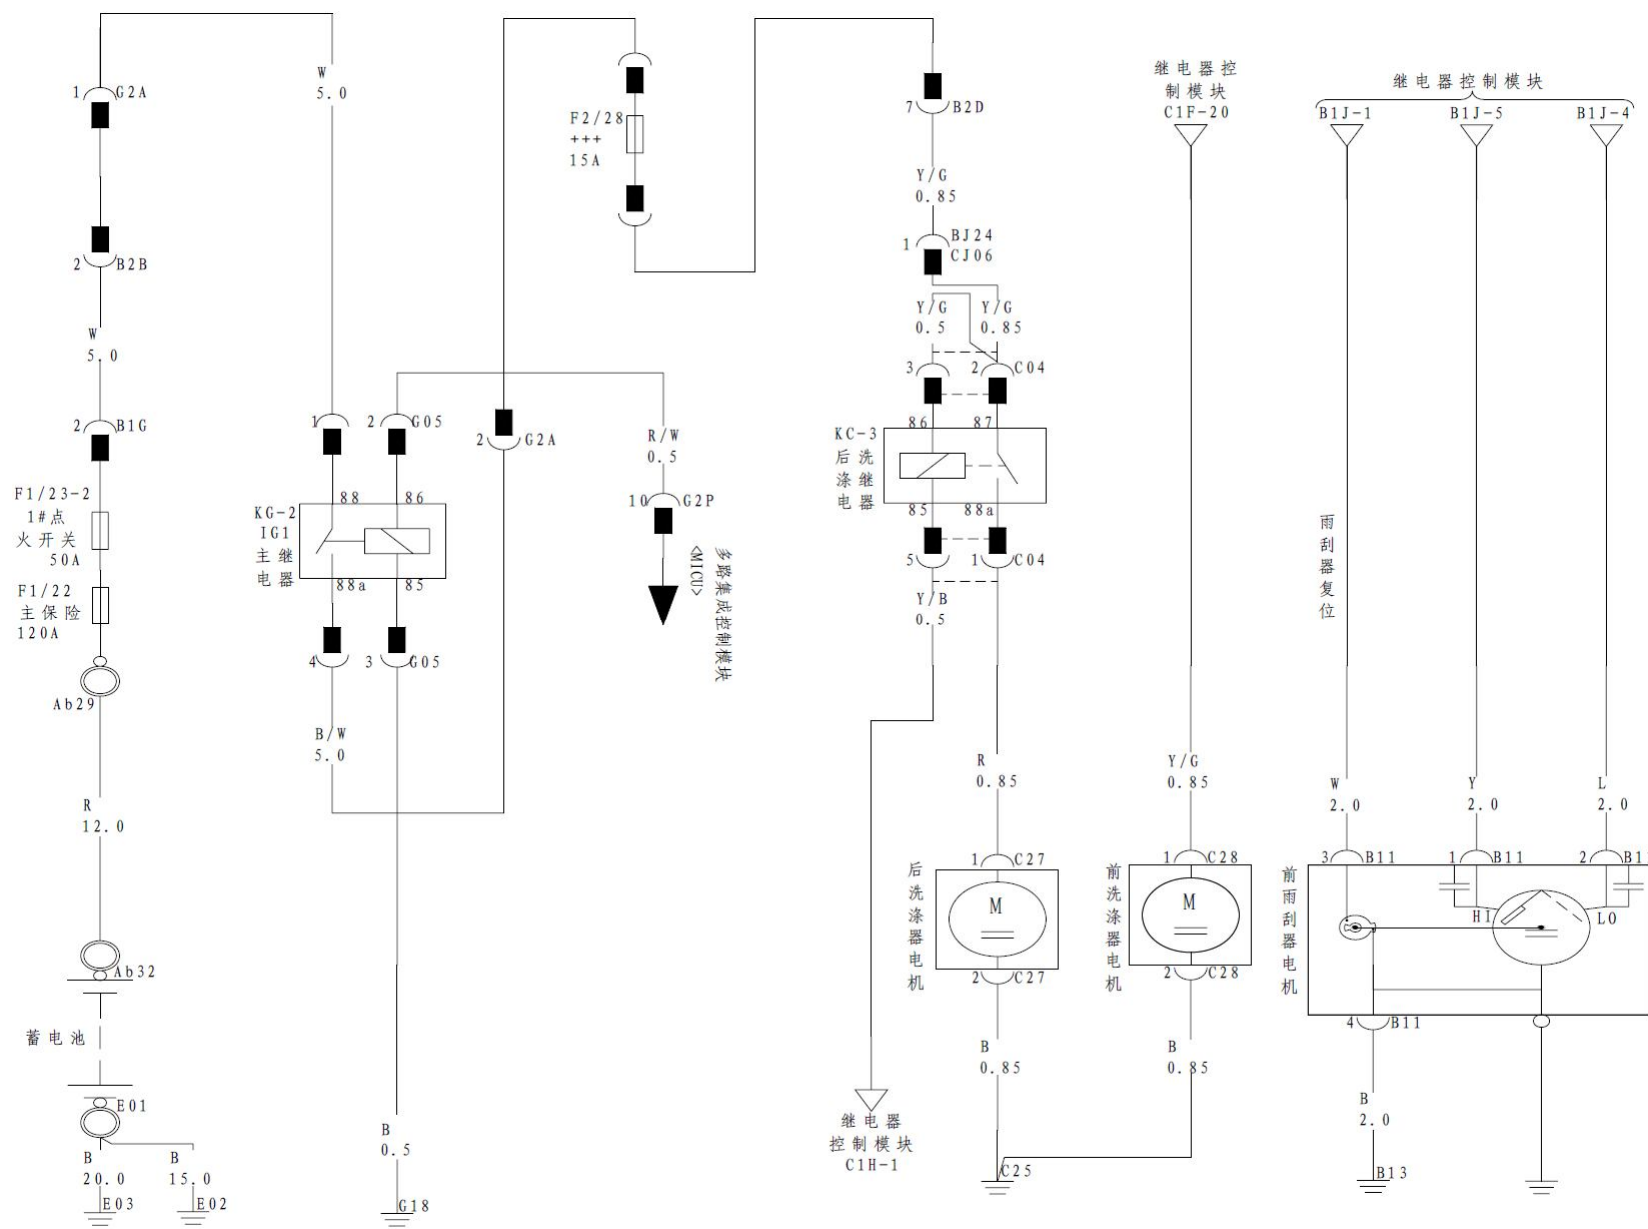 W
5.0
1 G2A
2 B2B
W
5.0
2 B1G
F1/23-2
1#点
火开关
50A
F1/22
主保险
120A
Ab29
R
12.0
Ab32
蓄电池
E01
B
20.0
B
15.0
E03
E02
1
2 G05
88
86
KG-2
IG1
主继
电器
88a
85
4
3 G05
B/W
5.0
B
0.5
G18
F2/28
+++
15A
2 G2A
R/W
0.5
10 G2P
多路集成控制模块
<MICU>
7 B2D
Y/G
0.85
1
BJ24
CJ06
Y/G
0.5
Y/G
0.85
3
2 C04
86
87
KC-3
后洗
涤继
电器
85
88a
5
1 C04
Y/B
0.5
继电器
控制模块
C1H-1
R
0.85
1 C27
后洗涤器电机
M
2 C27
B
0.85
C25
继电器控
制模块
C1F-20
Y/G
0.85
1 C28
前洗涤器电机
M
2 C28
B
0.85
继电器控制模块
B1J-1
B1J-5
B1J-4
雨刮器复位
W
2.0
Y
2.0
L
2.0
3 B11
1 B11
2 B1
前雨刮器电机
HI
LO
4 B11
B
2.0
B13